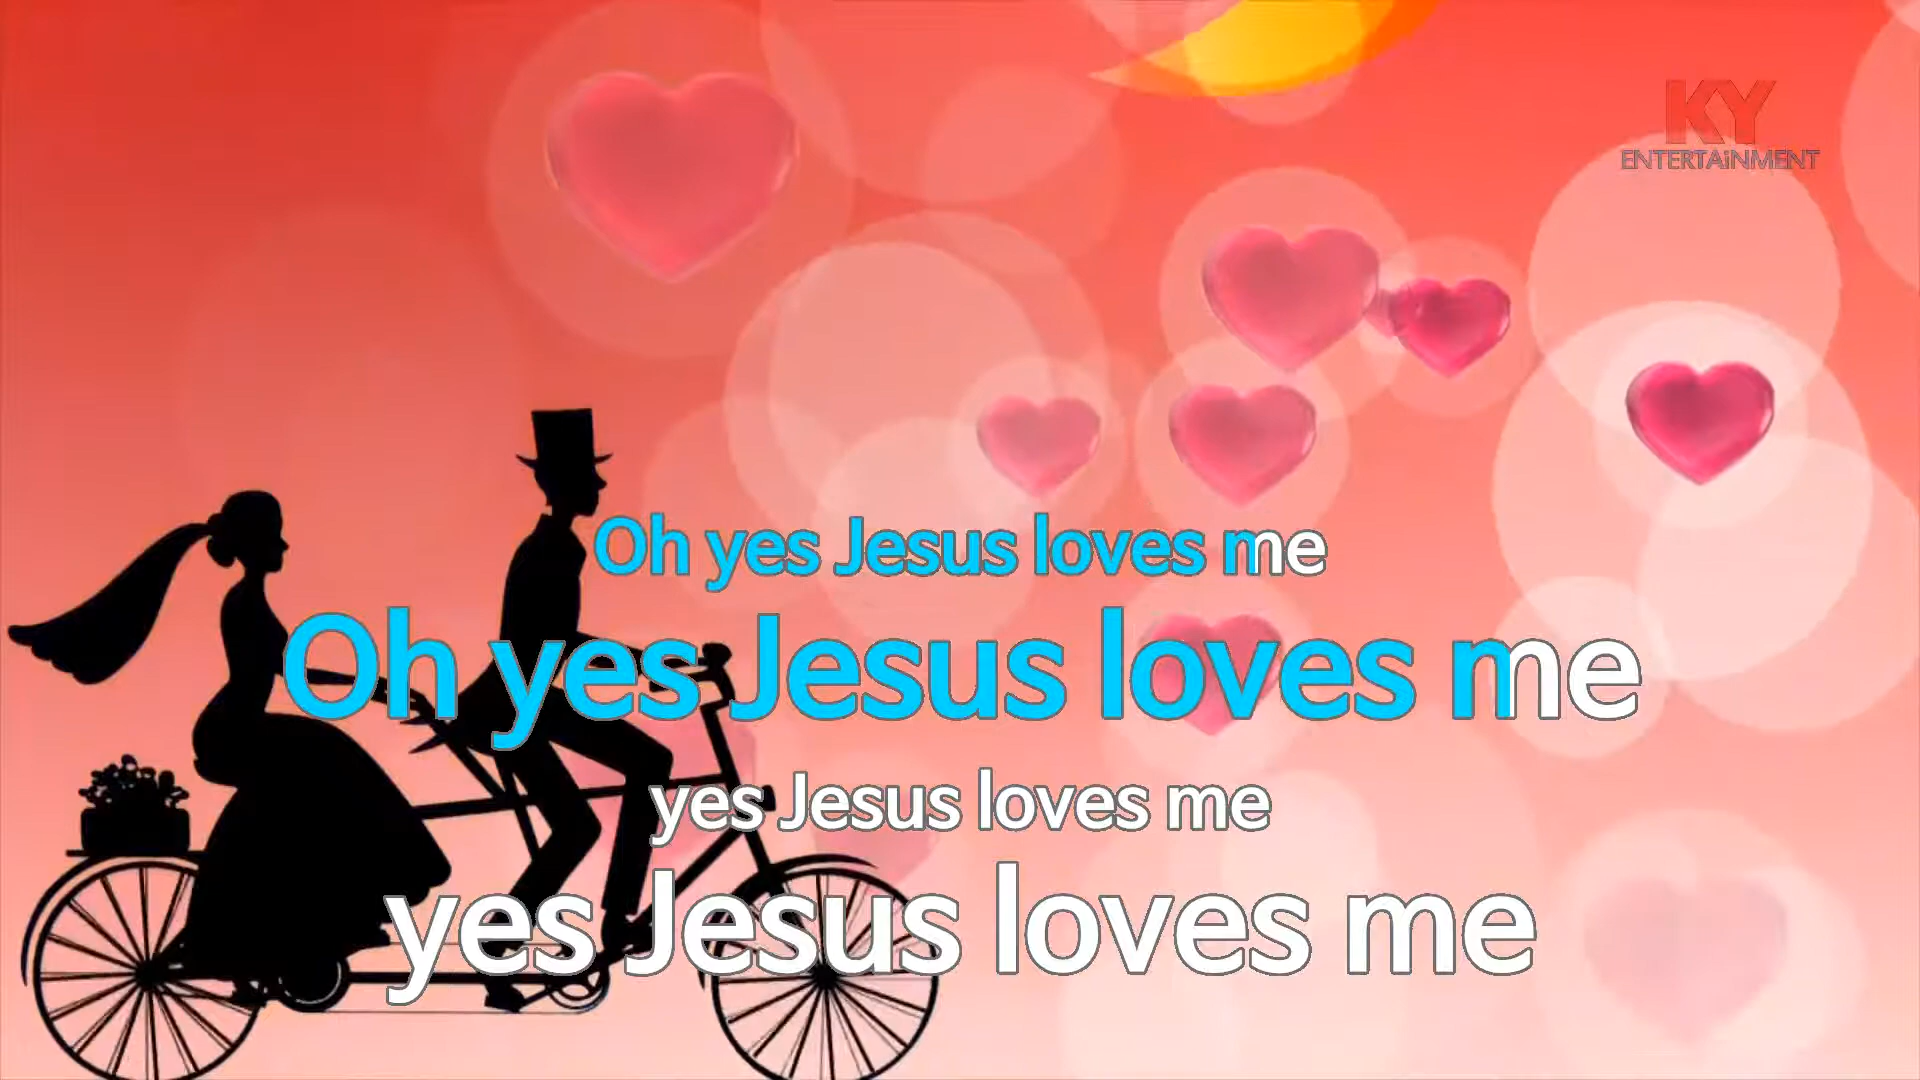 KY
ENTERTAiNMENT
Oh yes Jesus loves me
Oh yes Jesus loves me
yes Jesus loves me
yes Jesus loves me